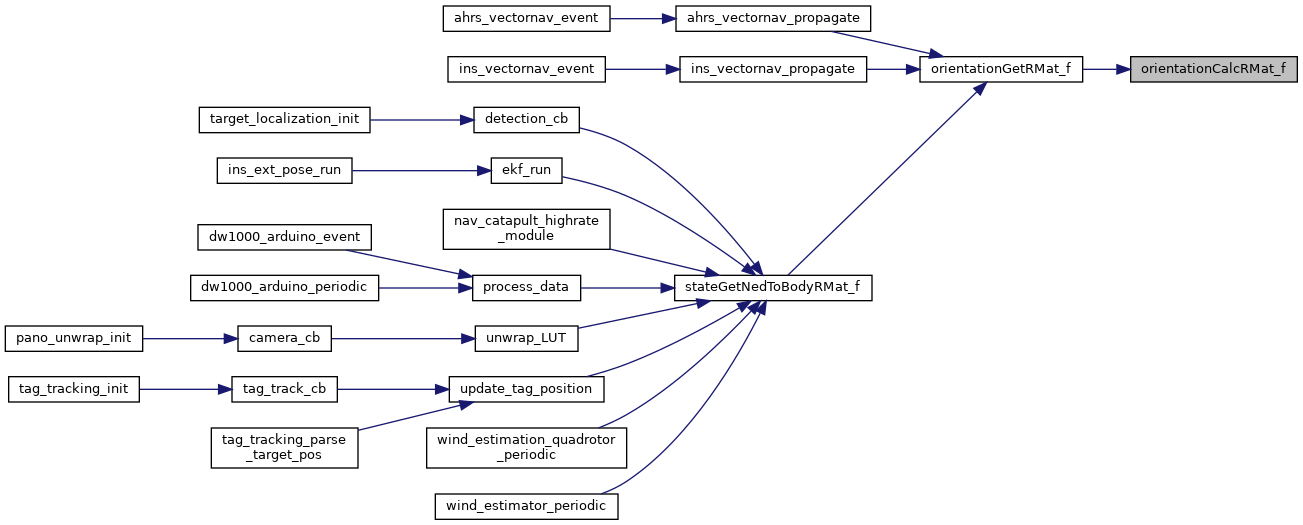 ahrs_vectornav_event
ahrs_vectornav_propagate
ins_vectornav_event
ins_vectornav_propagate
orientationGetRMat_f
orientationCalcRMat_f
target_localization_init
detection_cb
ins_ext_pose_run
ekf_run
nav_catapult_highrate
_module
dw1000_arduino_event
dw1000_arduino_periodic
process_data
stateGetNedToBodyRMat_f
pano_unwrap_init
camera_cb
unwrap_LUT
tag_tracking_init
tag_track_cb
update_tag_position
tag_tracking_parse
_target_pos
wind_estimation_quadrotor
_periodic
wind_estimator_periodic